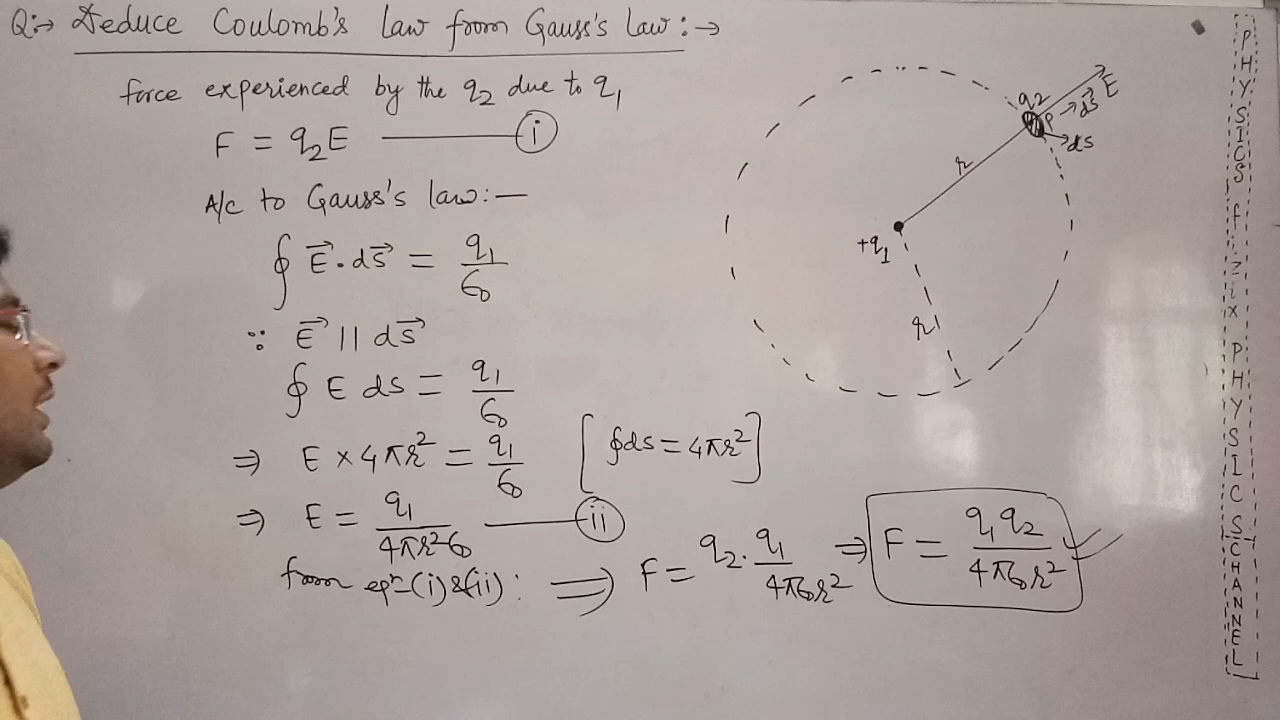 Q:→ Deduce Coulomb's Law from Gauss's Law :→
force experienced by the q₂ due to q₁
F = q₂E ——— (i)
A/c to Gauss's law :—
∮ E⃗·ds⃗ = q₁/ϵ₀
∵ E⃗ || ds⃗
∮ E ds = q₁/ϵ₀
⇒ E × 4πr² = q₁/ϵ₀ [∮ds = 4πr²]
⇒ E = q₁/4πr²ϵ₀ ——— (ii)
from eqⁿ (i) & (ii) : ⇒ F = q₂·q₁/4πϵ₀r² ⇒ F = q₁q₂/4πϵ₀r²
q₂
P
→ds⃗
E
→ds
r
+q₁
r
PHYSICS fizix PHYSICS CHANNEL